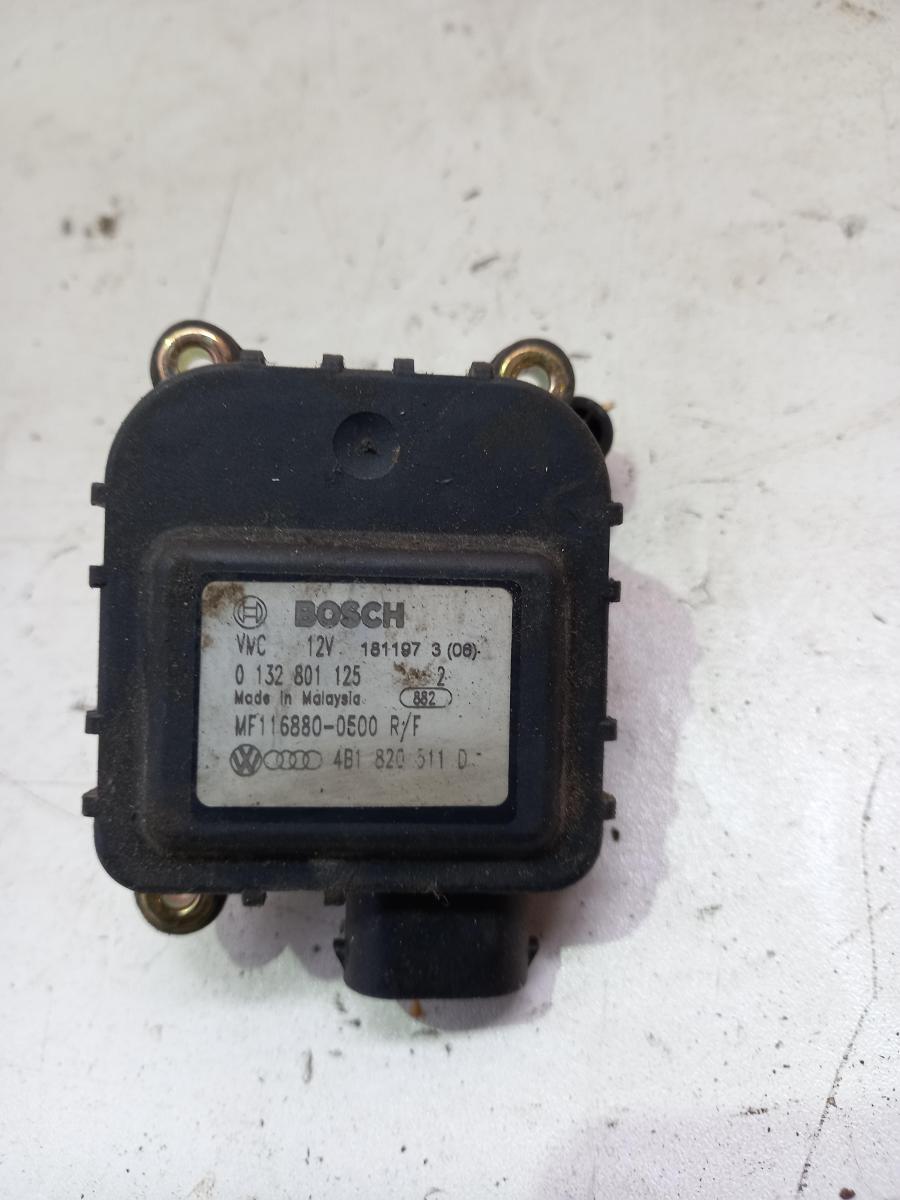 BOSCH
VMC 12V 181197 3 (06)
0 132 801 125 2
Made in Malaysia 882
MF116880-0500 R/F
4B1 820 511 D